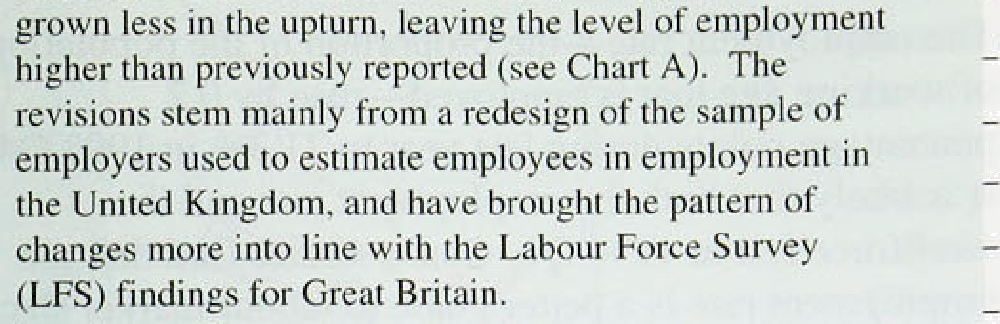 grown less in the upturn, leaving the level of employment
higher than previously reported (see Chart A).  The
revisions stem mainly from a redesign of the sample of
employers used to estimate employees in employment in
the United Kingdom, and have brought the pattern of
changes more into line with the Labour Force Survey
(LFS) findings for Great Britain.